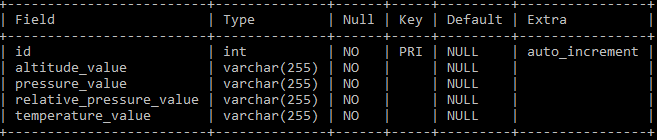 +-------------------------+--------------+------+-----+---------+----------------+
| Field                   | Type         | Null | Key | Default | Extra          |
+-------------------------+--------------+------+-----+---------+----------------+
| id                      | int          | NO   | PRI | NULL    | auto_increment |
| altitude_value          | varchar(255) | NO   |     | NULL    |                |
| pressure_value          | varchar(255) | NO   |     | NULL    |                |
| relative_pressure_value | varchar(255) | NO   |     | NULL    |                |
| temperature_value       | varchar(255) | NO   |     | NULL    |                |
+-------------------------+--------------+------+-----+---------+----------------+